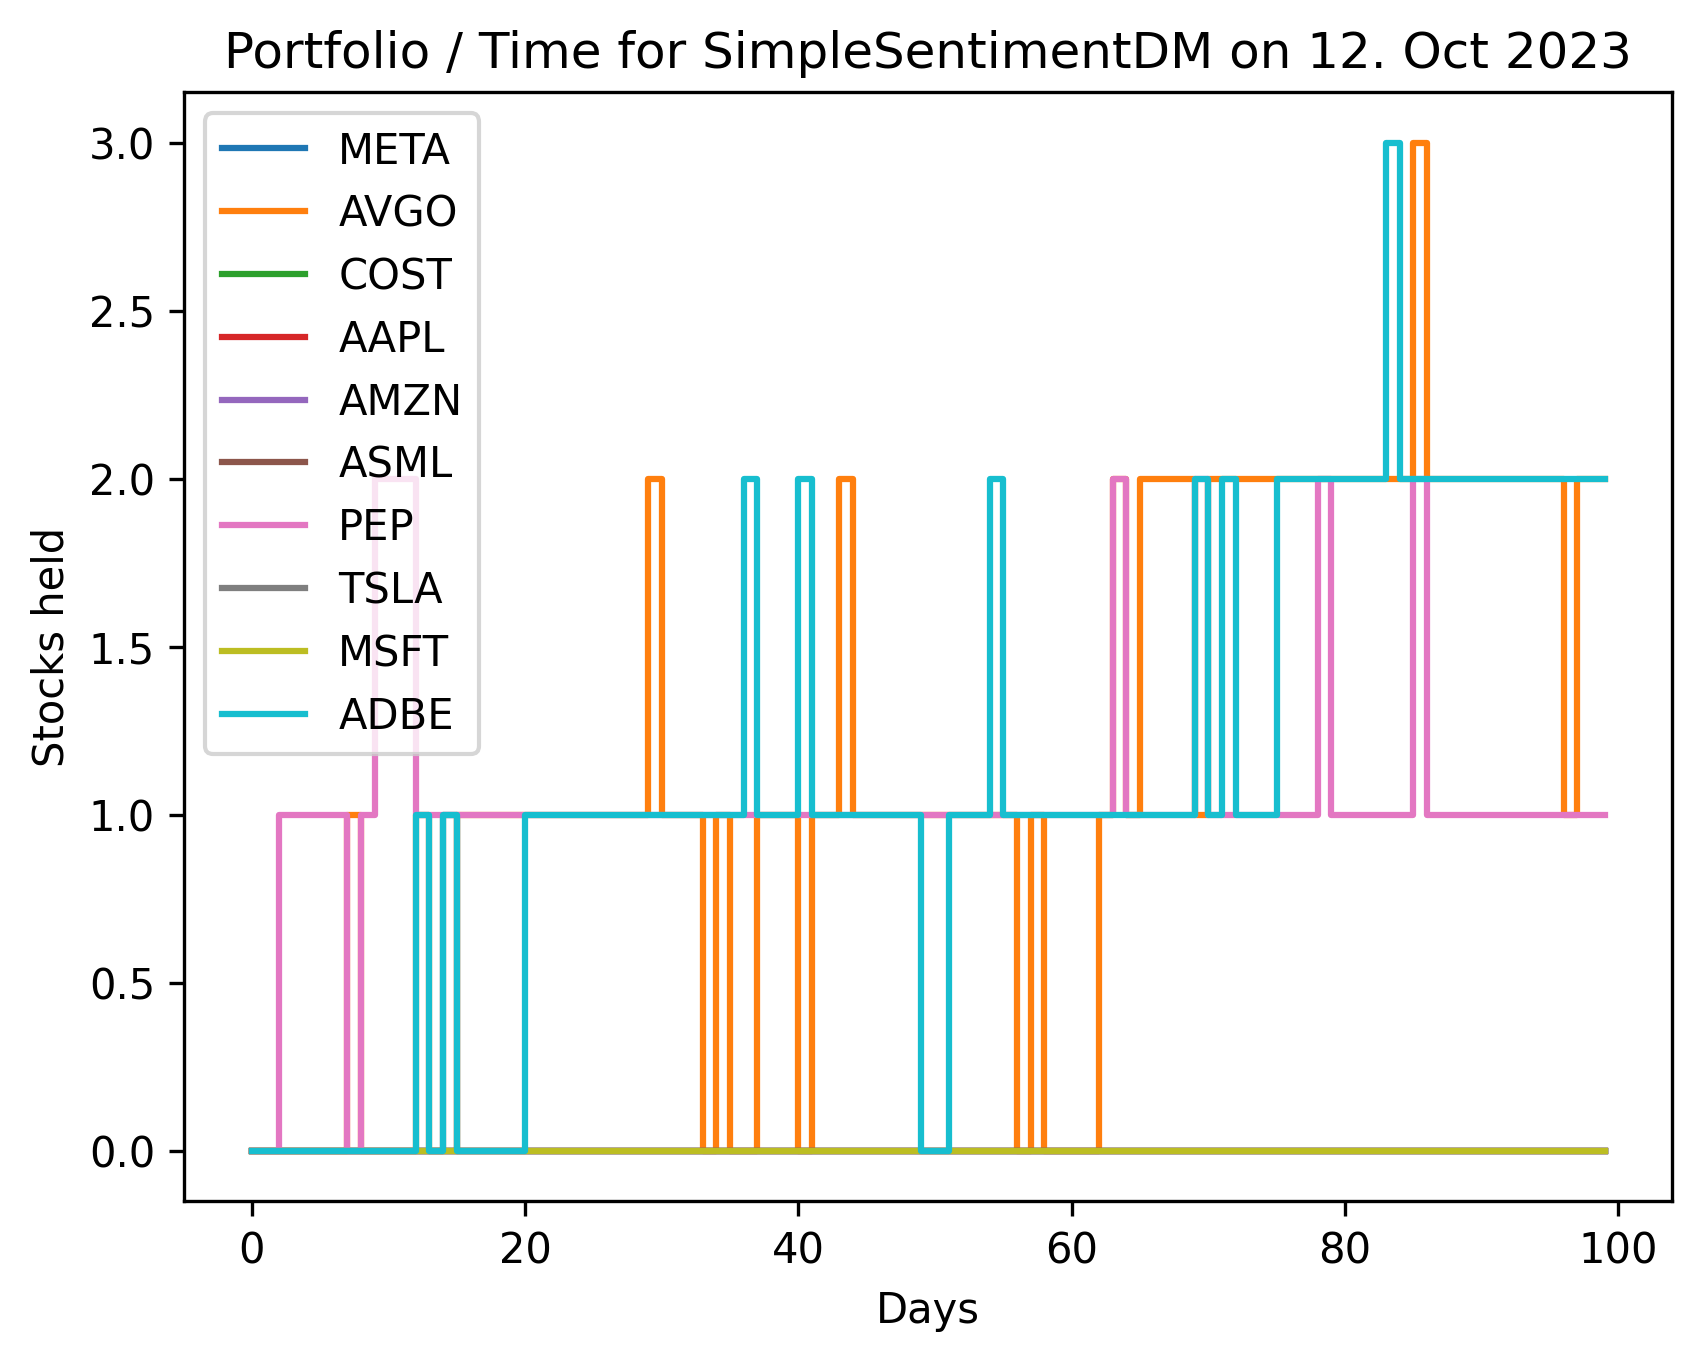 Portfolio / Time for SimpleSentimentDM on 12. Oct 2023
META
AVGO
COST
AAPL
AMZN
ASML
PEP
TSLA
MSFT
ADBE
Stocks held
3.0
2.5
2.0
1.5
1.0
0.5
0.0
0 20 40 60 80 100
Days